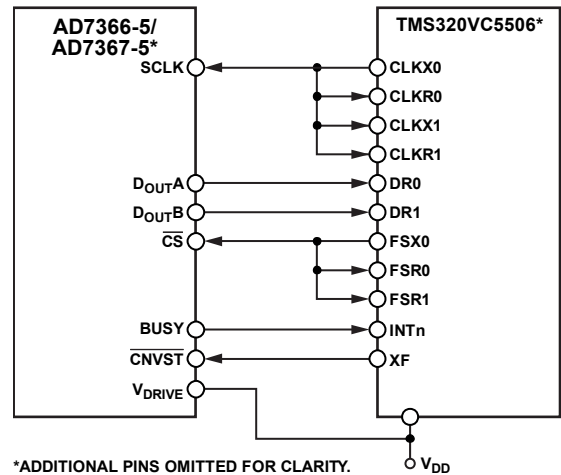 AD7366-5/
AD7367-5*
TMS320VC5506*
SCLK
CLKX0
CLKR0
CLKX1
CLKR1
DOUTA
DR0
DOUTB
DR1
CS
FSX0
FSR0
FSR1
BUSY
INTn
CNVST
XF
VDRIVE
*ADDITIONAL PINS OMITTED FOR CLARITY.
VDD